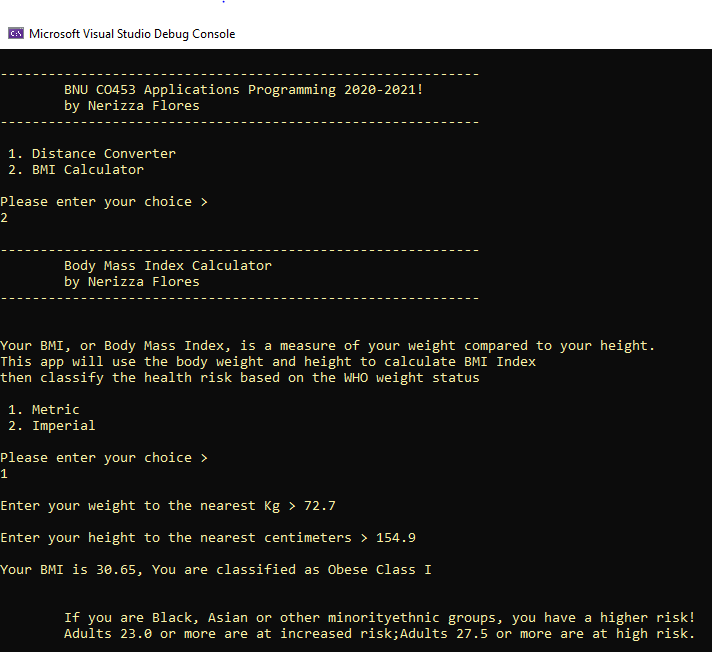 Microsoft Visual Studio Debug Console
------------------------------------------------------------
BNU CO453 Applications Programming 2020-2021!
by Nerizza Flores
------------------------------------------------------------
1. Distance Converter
2. BMI Calculator
Please enter your choice >
2
------------------------------------------------------------
Body Mass Index Calculator
by Nerizza Flores
------------------------------------------------------------
Your BMI, or Body Mass Index, is a measure of your weight compared to your height.
This app will use the body weight and height to calculate BMI Index
then classify the health risk based on the WHO weight status
1. Metric
2. Imperial
Please enter your choice >
1
Enter your weight to the nearest Kg > 72.7
Enter your height to the nearest centimeters > 154.9
Your BMI is 30.65, You are classified as Obese Class I
If you are Black, Asian or other minorityethnic groups, you have a higher risk!
Adults 23.0 or more are at increased risk;Adults 27.5 or more are at high risk.